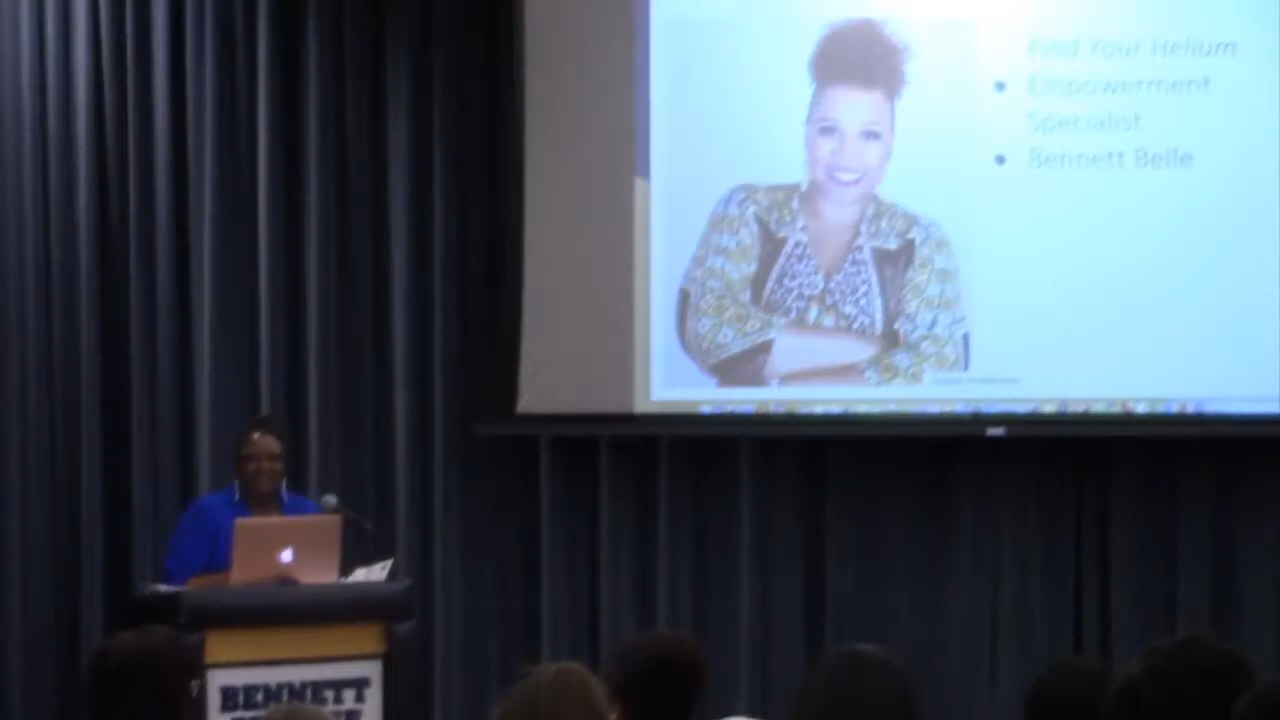 Find Your Helium
• Empowerment
Specialist
• Bennett Belle
BENNETT